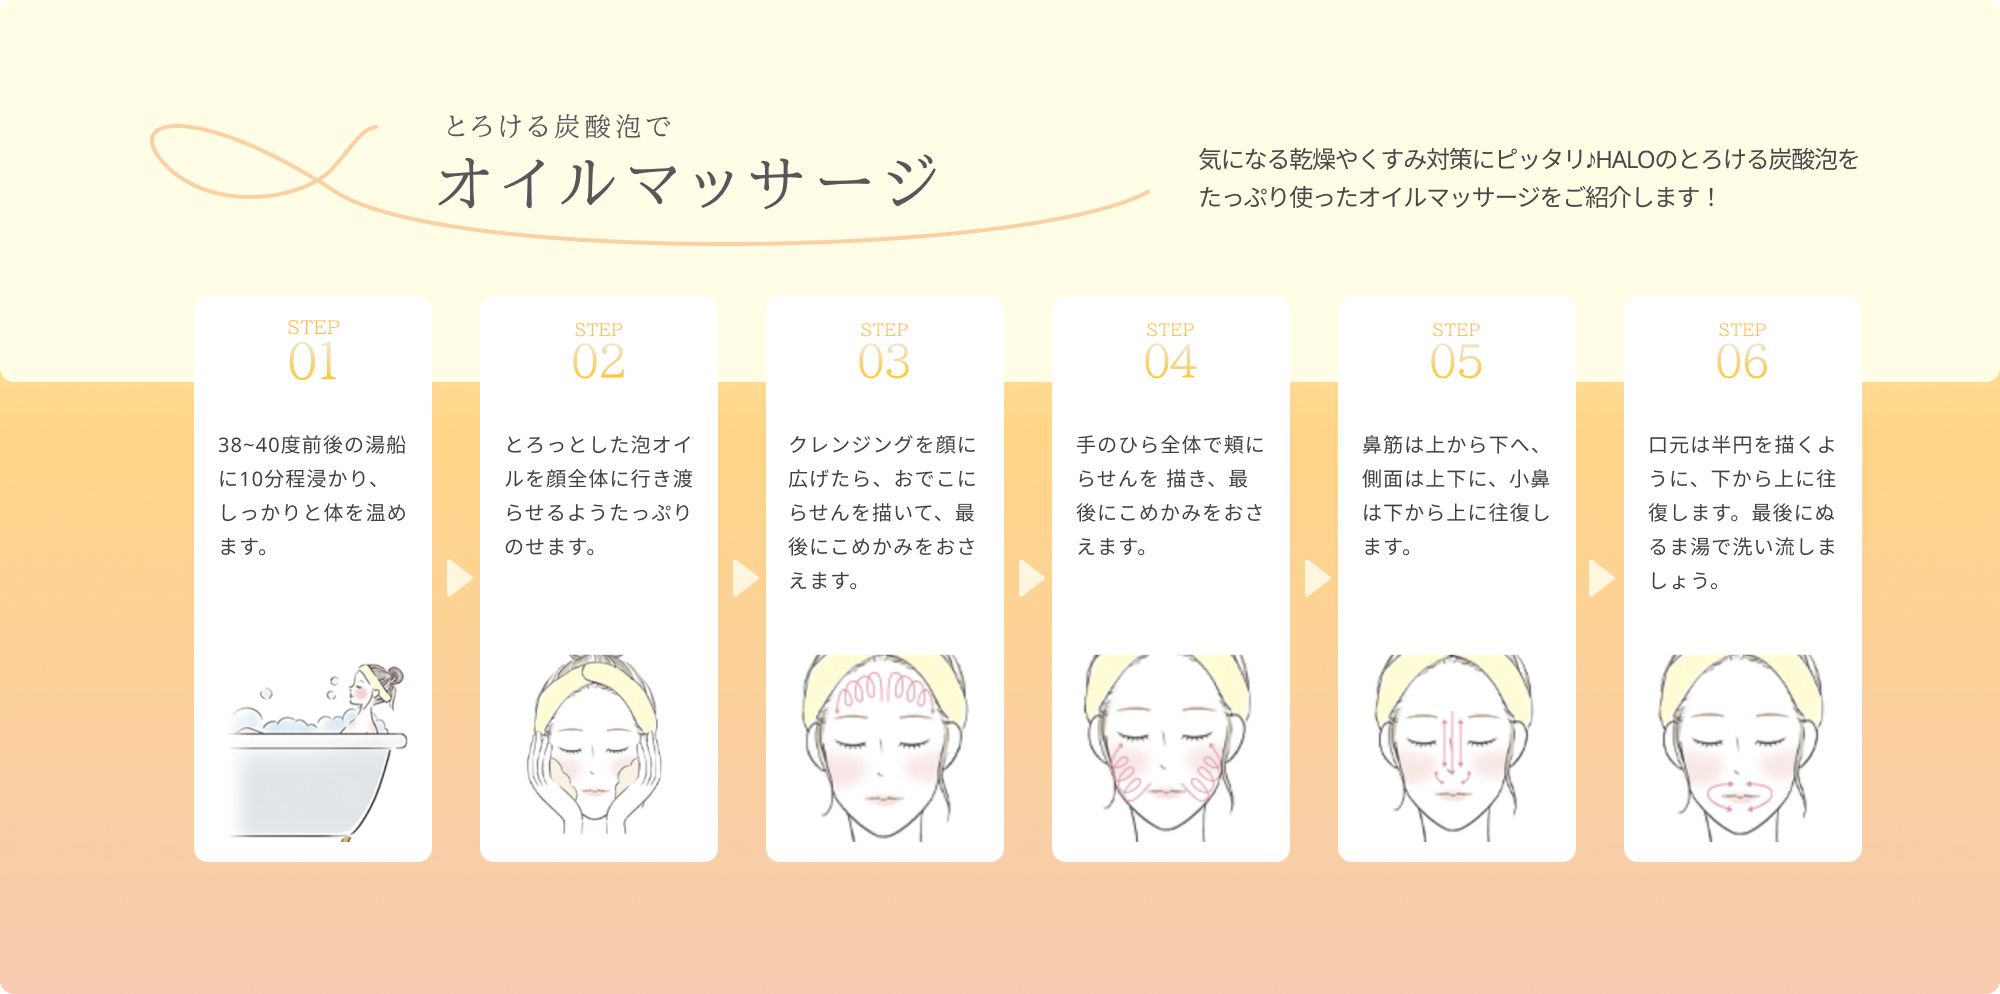 とろける炭酸泡で
オイルマッサージ
気になる乾燥やくすみ対策にピッタリ♪HALOのとろける炭酸泡を
たっぷり使ったオイルマッサージをご紹介します！
STEP
01
38~40度前後の湯船
に10分程浸かり、
しっかりと体を温め
ます。
STEP
02
とろっとした泡オイ
ルを顔全体に行き渡
らせるようたっぷり
のせます。
STEP
03
クレンジングを顔に
広げたら、おでこに
らせんを描いて、最
後にこめかみをおさ
えます。
STEP
04
手のひら全体で頬に
らせんを 描き、最
後にこめかみをおさ
えます。
STEP
05
鼻筋は上から下へ、
側面は上下に、小鼻
は下から上に往復し
ます。
STEP
06
口元は半円を描くよ
うに、下から上に往
復します。最後にぬ
るま湯で洗い流しま
しょう。